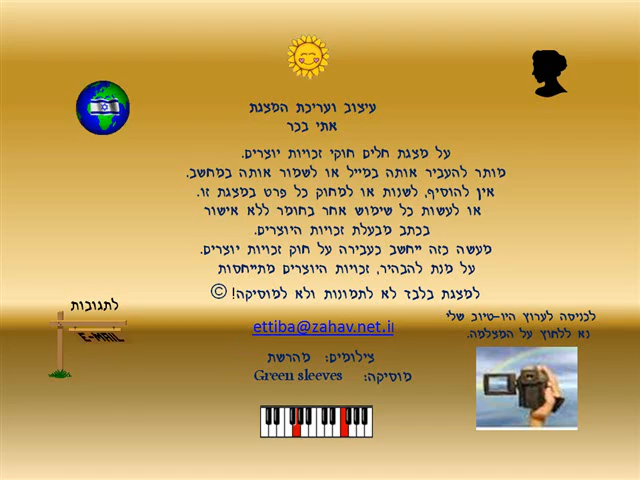 עיצוב ועריכת המצגת
אתי בכר
על מצגת חלים חוקי זכויות יוצרים.
מותר להעביר אותה במייל או לשמור אותה במחשב.
אין להוסיף, לשנות או למחוק כל פרט במצגת זו.
או לעשות כל שימוש אחר בחומר ללא אישור
בכתב מבעלת זכויות היוצרים.
מעשה כזה ייחשב כעבירה על חוק זכויות יוצרים.
על מנת להבהיר, זכויות היוצרים מתייחסות
למצגת בלבד לא לתמונות ולא למוסיקה! ©
לתגובות
E-MAIL
ettiba@zahav.net.il
לכניסה לערוץ היו-טיוב שלי
נא ללחוץ על המצלמה.
צילומים: מהרשת
מוסיקה: Green sleeves